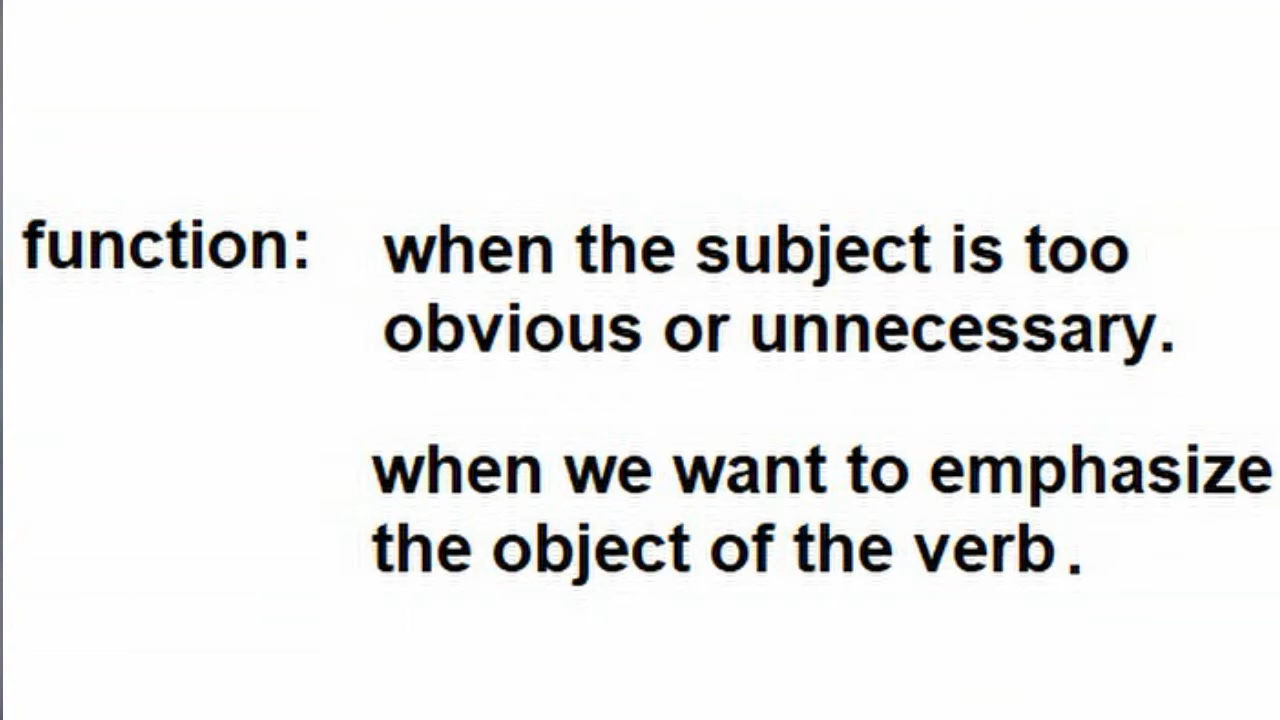 function: when the subject is too
obvious or unnecessary.
when we want to emphasize
the object of the verb .